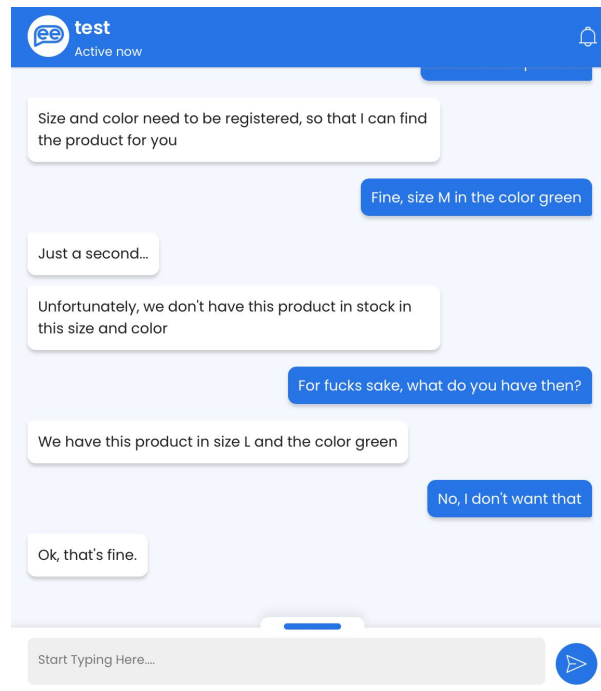 ee
test
Active now
Size and color need to be registered, so that I can find
the product for you
Fine, size M in the color green
Just a second...
Unfortunately, we don't have this product in stock in
this size and color
For fucks sake, what do you have then?
We have this product in size L and the color green
No, I don't want that
Ok, that's fine.
Start Typing Here....